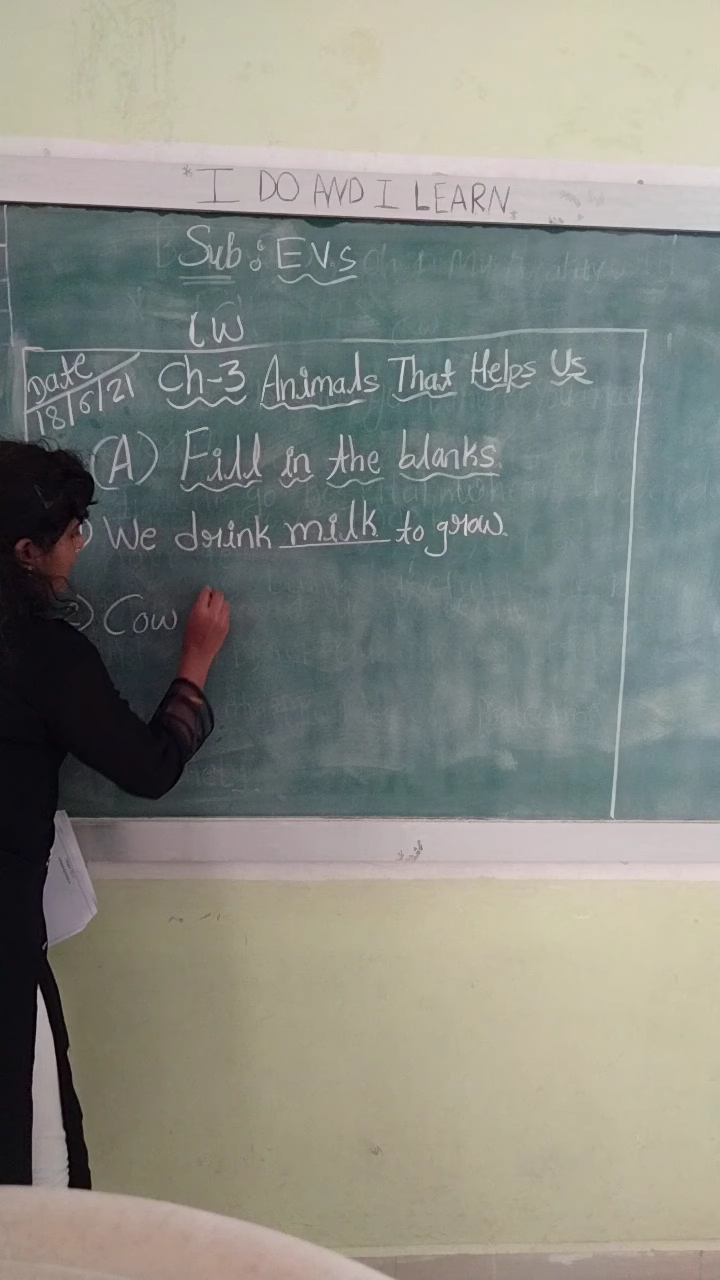 I DO AND I LEARN
Sub : EVS
CW
Date 18/6/21
Ch-3 Animals That Helps Us
(A) Fill in the blanks
) We drink milk to grow.
2) Cow